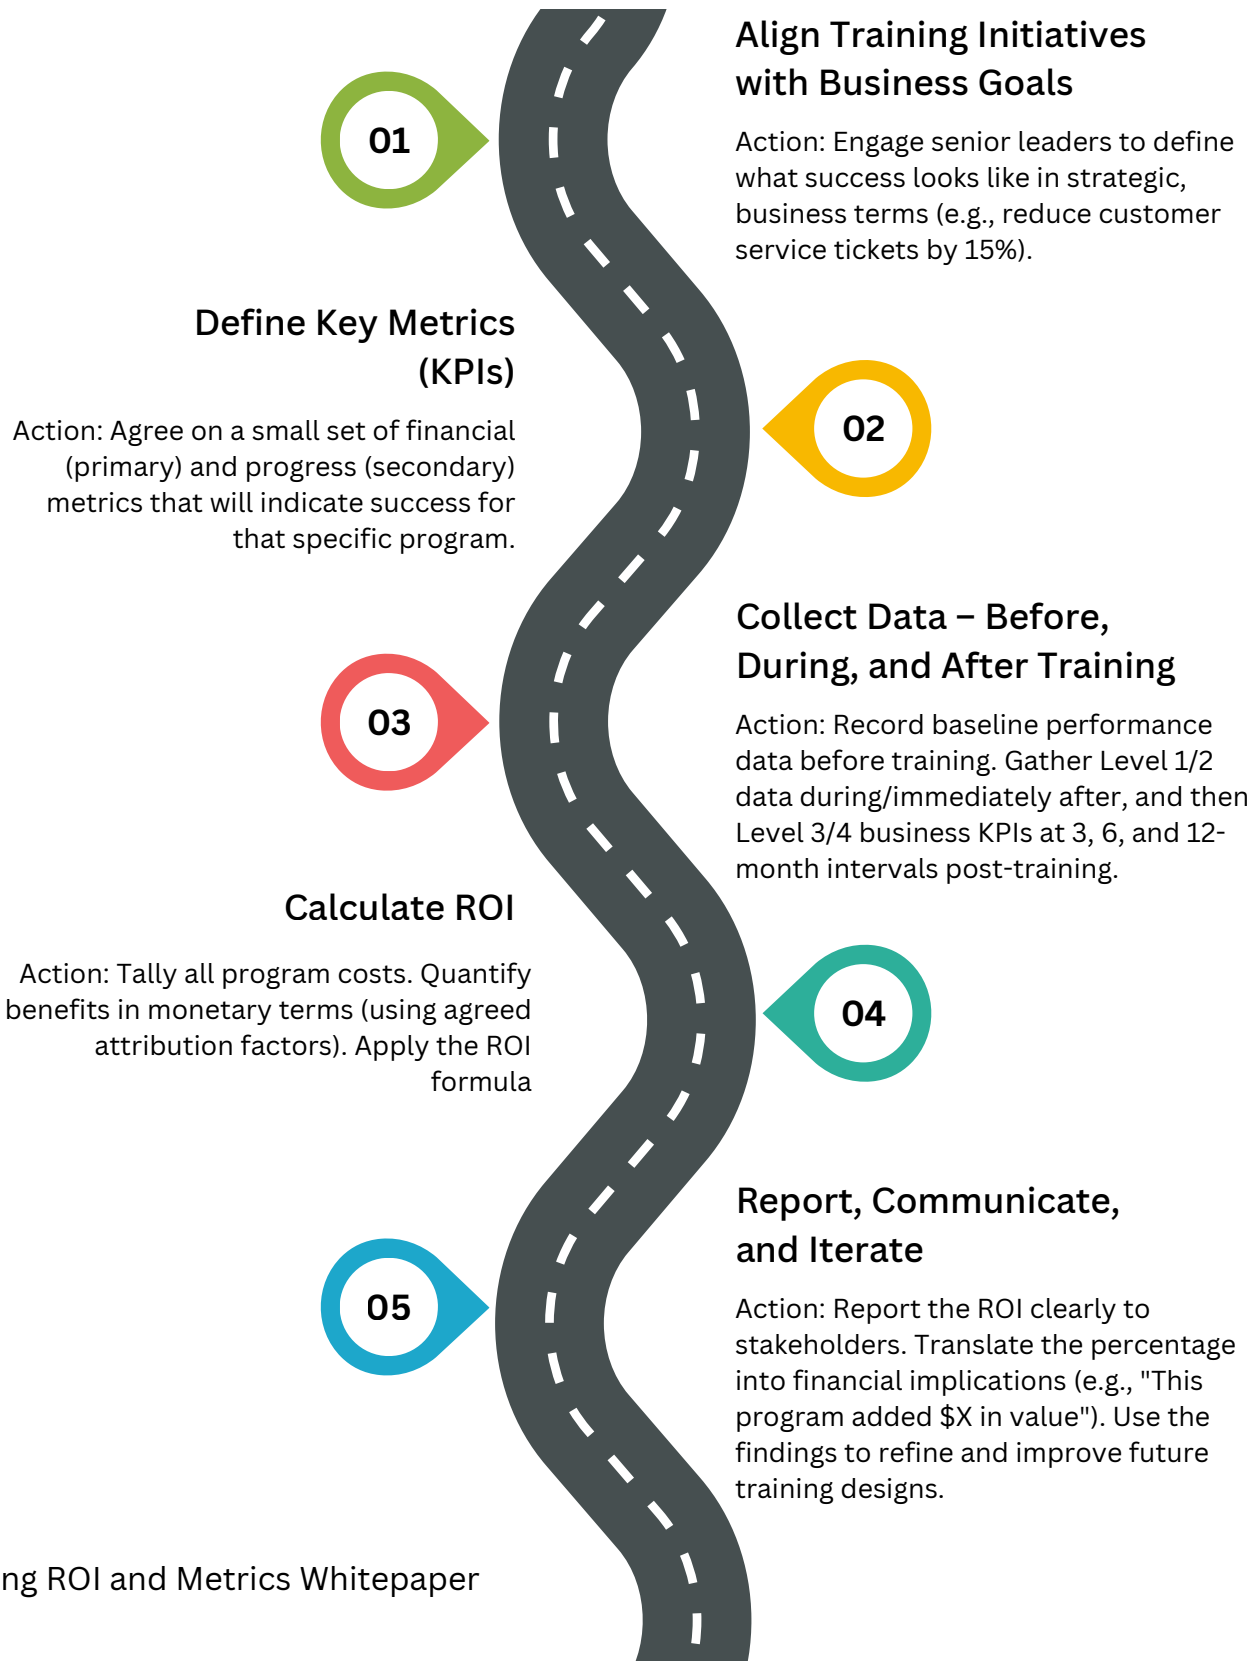 Align Training Initiatives
with Business Goals
01
Action: Engage senior leaders to define
what success looks like in strategic,
business terms (e.g., reduce customer
service tickets by 15%).
Define Key Metrics
(KPIs)
02
Action: Agree on a small set of financial
(primary) and progress (secondary)
metrics that will indicate success for
that specific program.
Collect Data – Before,
During, and After Training
03
Action: Record baseline performance
data before training. Gather Level 1/2
data during/immediately after, and then
Level 3/4 business KPIs at 3, 6, and 12-
month intervals post-training.
Calculate ROI
04
Action: Tally all program costs. Quantify
benefits in monetary terms (using agreed
attribution factors). Apply the ROI
formula
Report, Communicate,
and Iterate
05
Action: Report the ROI clearly to
stakeholders. Translate the percentage
into financial implications (e.g., "This
program added $X in value"). Use the
findings to refine and improve future
training designs.
ng ROI and Metrics Whitepaper